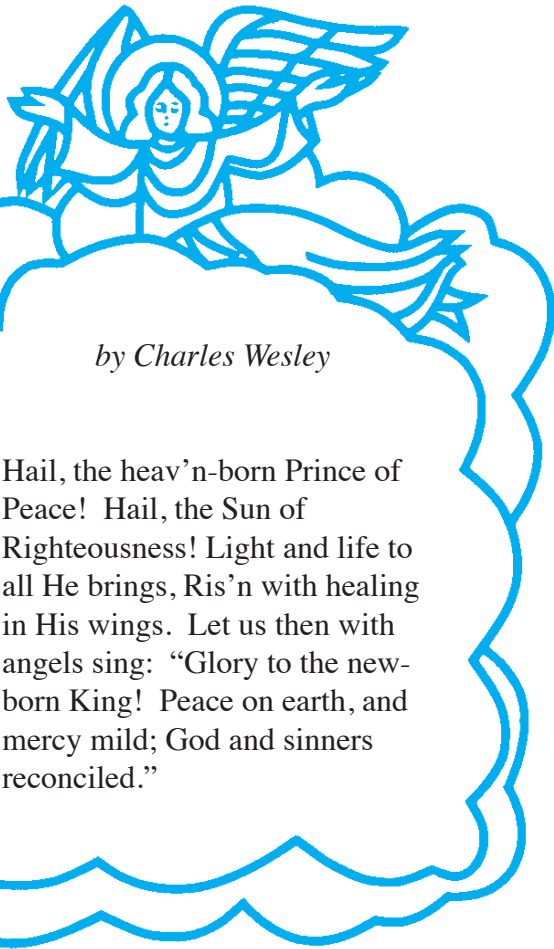 by Charles Wesley
Hail, the heav’n-born Prince of
Peace!  Hail, the Sun of
Righteousness! Light and life to
all He brings, Ris’n with healing
in His wings.  Let us then with
angels sing:  “Glory to the new-
born King!  Peace on earth, and
mercy mild; God and sinners
reconciled.”